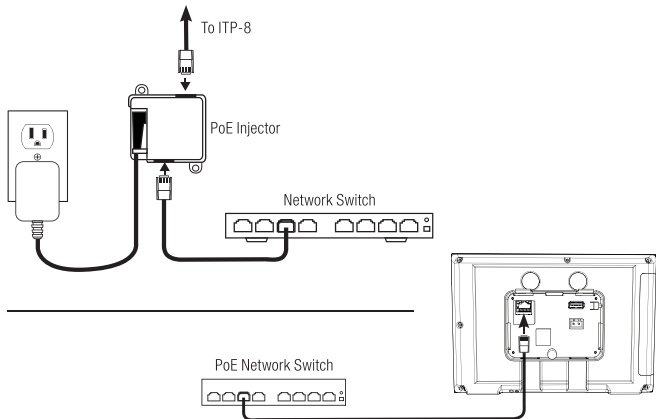 To ITP-8
PoE Injector
Network Switch
PoE Network Switch